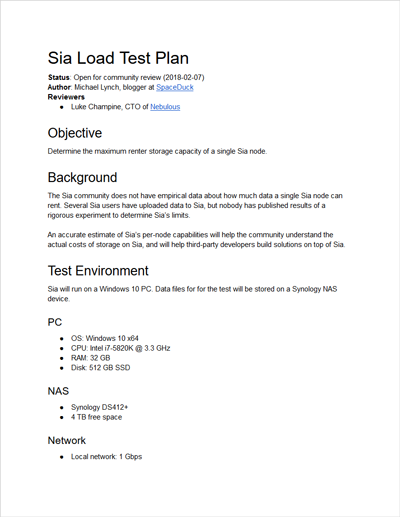 Sia Load Test Plan
Status: Open for community review (2018-02-07)
Author: Michael Lynch, blogger at SpaceDuck
Reviewers
● Luke Champine, CTO of Nebulous
Objective
Determine the maximum renter storage capacity of a single Sia node.
Background
The Sia community does not have empirical data about how much data a single Sia node can
rent. Several Sia users have uploaded data to Sia, but nobody has published results of a
rigorous experiment to determine Sia's limits.
An accurate estimate of Sia's per-node capabilities will help the community understand the
actual costs of storage on Sia, and will help third-party developers build solutions on top of Sia.
Test Environment
Sia will run on a Windows 10 PC. Data files for for the test will be stored on a Synology NAS
device.
PC
● OS: Windows 10 x64
● CPU: Intel i7-5820K @ 3.3 GHz
● RAM: 32 GB
● Disk: 512 GB SSD
NAS
● Synology DS412+
● 4 TB free space
Network
● Local network: 1 Gbps